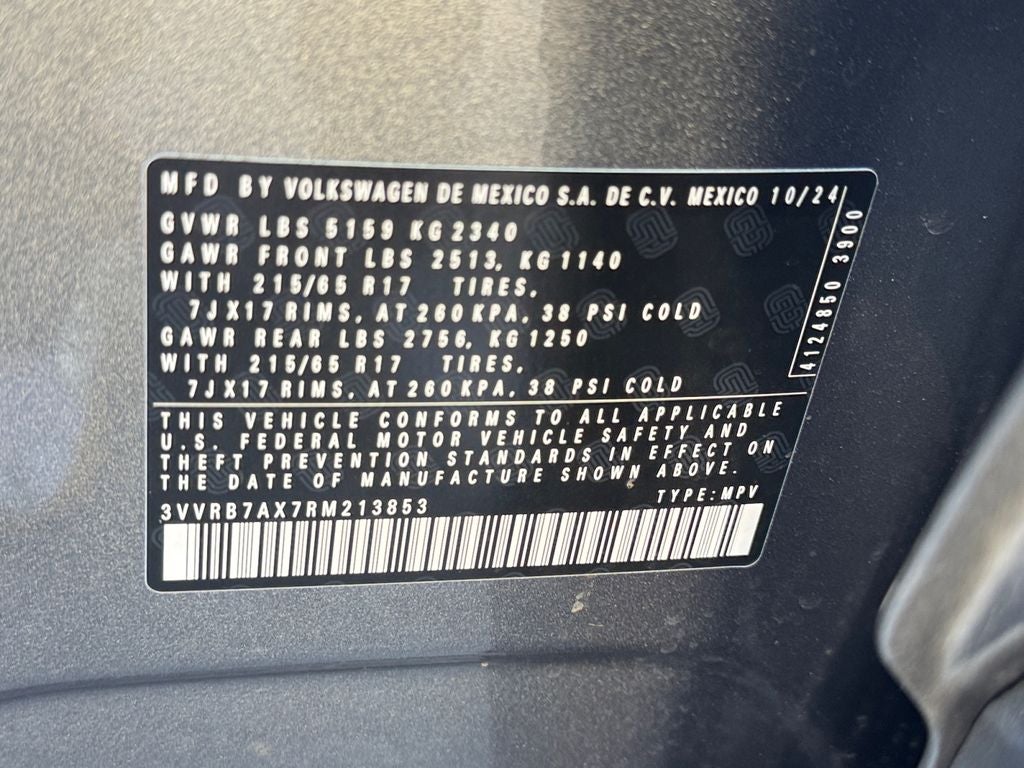 MFD BY VOLKSWAGEN DE MEXICO S.A. DE C.V. MEXICO 10/24
GVWR LBS 5159 KG 2340
GAWR FRONT LBS 2513, KG 1140
WITH 215/65 R17 TIRES,
7JX17 RIMS, AT 260 KPA, 38 PSI COLD
GAWR REAR LBS 2756, KG 1250
WITH 215/65 R17 TIRES,
7JX17 RIMS, AT 260 KPA, 38 PSI COLD
4124850 3900
THIS VEHICLE CONFORMS TO ALL APPLICABLE
U.S. FEDERAL MOTOR VEHICLE SAFETY AND
THEFT PREVENTION STANDARDS IN EFFECT ON
THE DATE OF MANUFACTURE SHOWN ABOVE.
TYPE: MPV
3VVRB7AX7RM213853